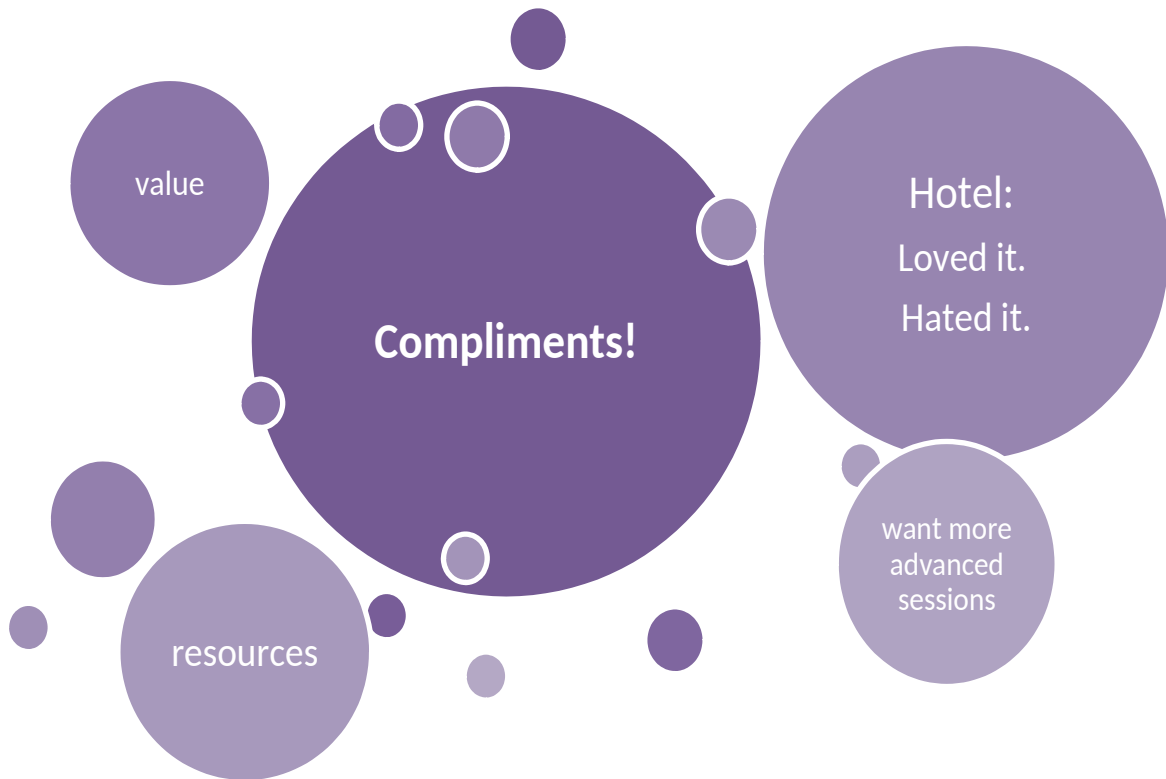 value
Compliments!
Hotel:
Loved it.
Hated it.
want more
advanced
sessions
resources